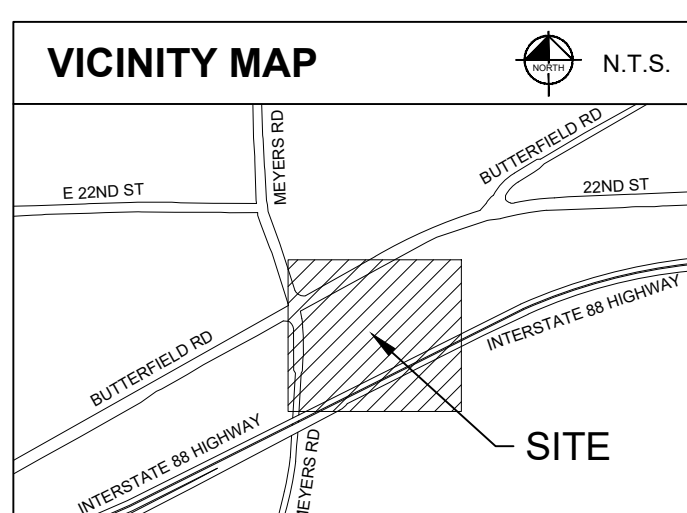 VICINITY MAP
NORTH
N.T.S.
MEYERS RD
BUTTERFIELD RD
E 22ND ST
22ND ST
INTERSTATE 88 HIGHWAY
BUTTERFIELD RD
INTERSTATE 88 HIGHWAY
MEYERS RD
SITE